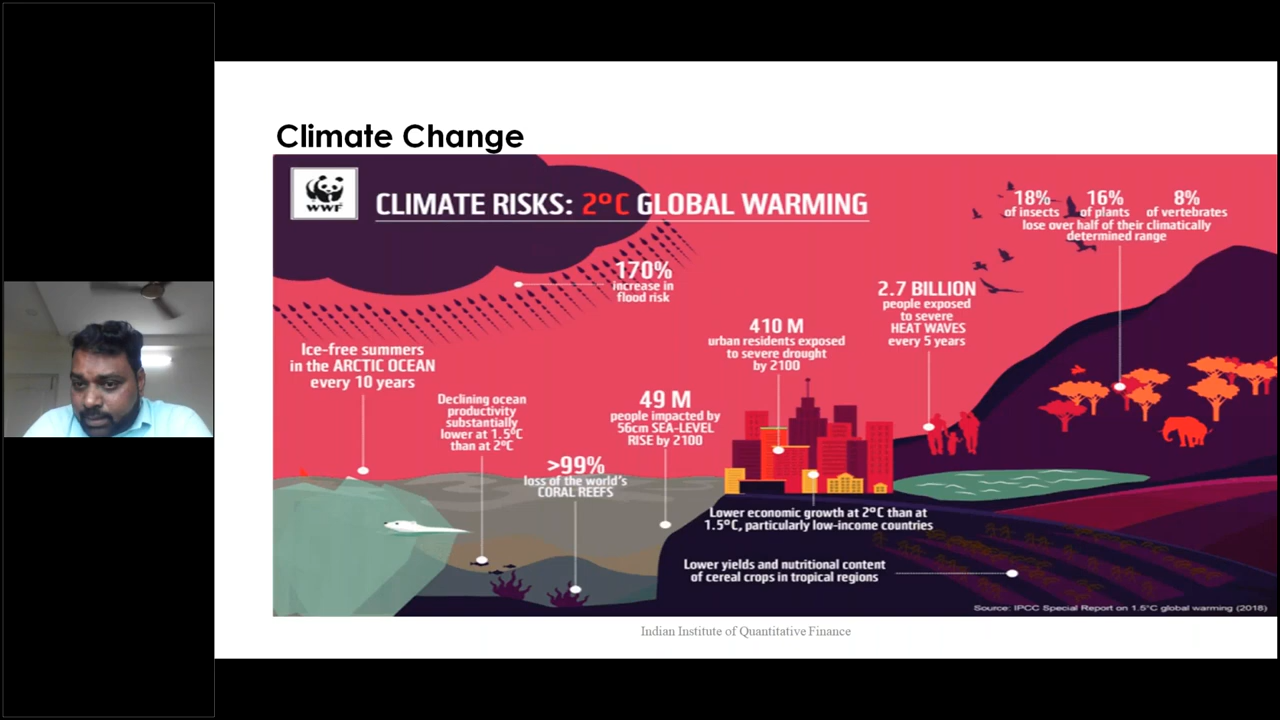 Climate Change
WWF
CLIMATE RISKS: 2°C GLOBAL WARMING
18%
of insects
16%
of plants
8%
of vertebrates
lose over half of their climatically
determined range
170%
increase in
flood risk
2.7 BILLION
people exposed
to severe
HEAT WAVES
every 5 years
410 M
urban residents exposed
to severe drought
by 2100
Ice-free summers
in the ARCTIC OCEAN
every 10 years
Declining ocean
productivity
substantially
lower at 1.5°C
than at 2°C
49 M
people impacted by
56cm SEA-LEVEL
RISE by 2100
>99%
loss of the world's
CORAL REEFS
Lower economic growth at 2°C than at
1.5°C, particularly low-income countries
Lower yields and nutritional content
of cereal crops in tropical regions
Source: IPCC Special Report on 1.5°C global warming (2018)
Indian Institute of Quantitative Finance